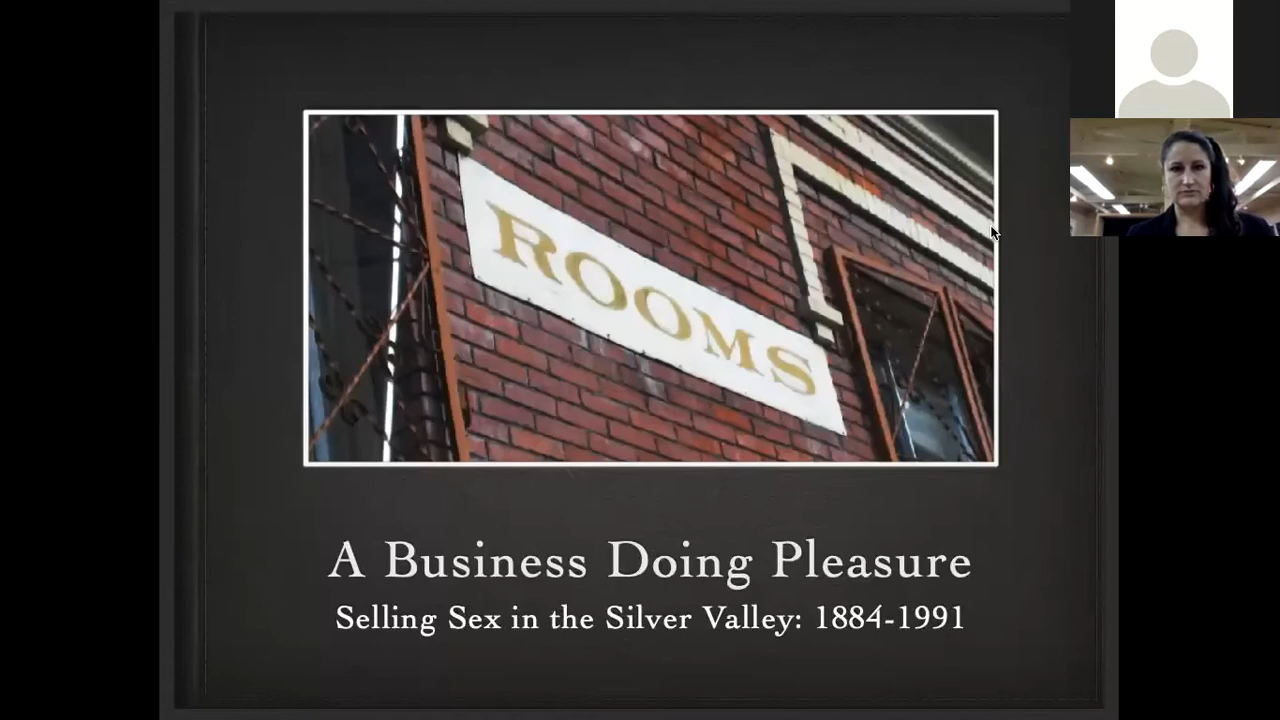 ROOMS
A Business Doing Pleasure
Selling Sex in the Silver Valley: 1884-1991